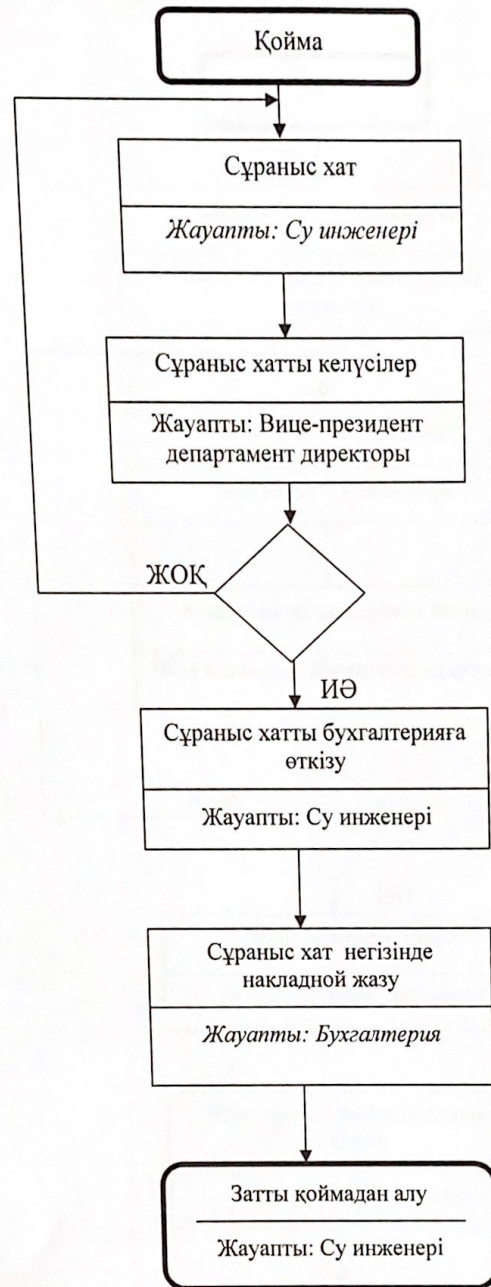 Қойма
Сұраныс хат
Жауапты: Су инженері
Сұраныс хатты келүсілер
Жауапты: Вице-президент
департамент директоры
ЖОҚ
ИӘ
Сұраныс хатты бухгалтерияға
өткізу
Жауапты: Су инженері
Сұраныс хат негізінде
накладной жазу
Жауапты: Бухгалтерия
Затты қоймадан алу
Жауапты: Су инженері